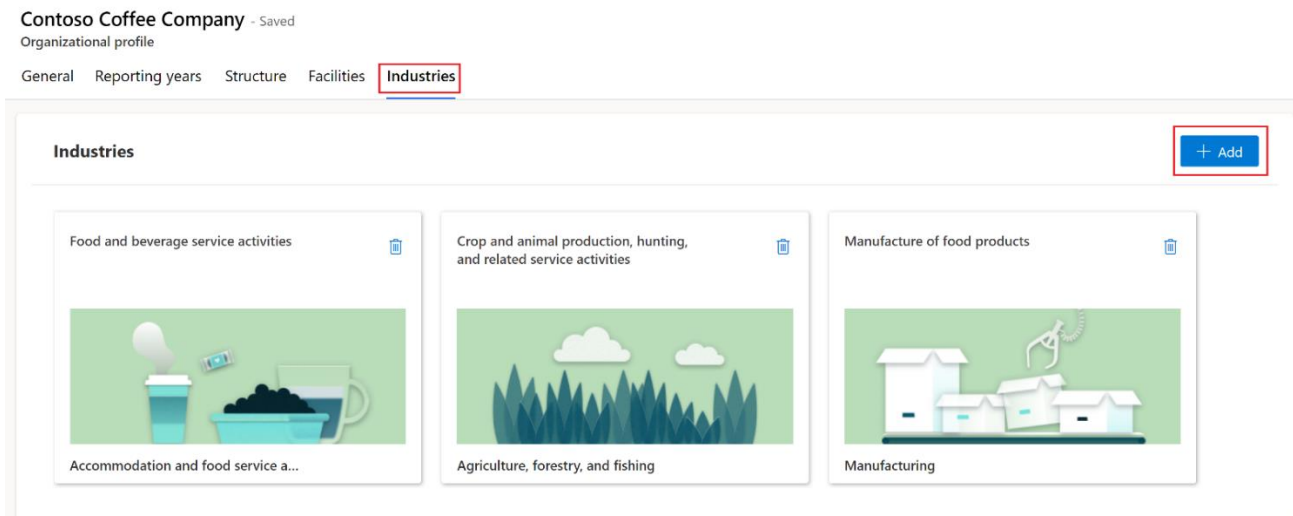 Contoso Coffee Company - Saved
Organizational profile
General Reporting years Structure Facilities Industries
Industries
+ Add
Food and beverage service activities
Crop and animal production, hunting,
and related service activities
Manufacture of food products
Accommodation and food service a...
Agriculture, forestry, and fishing
Manufacturing